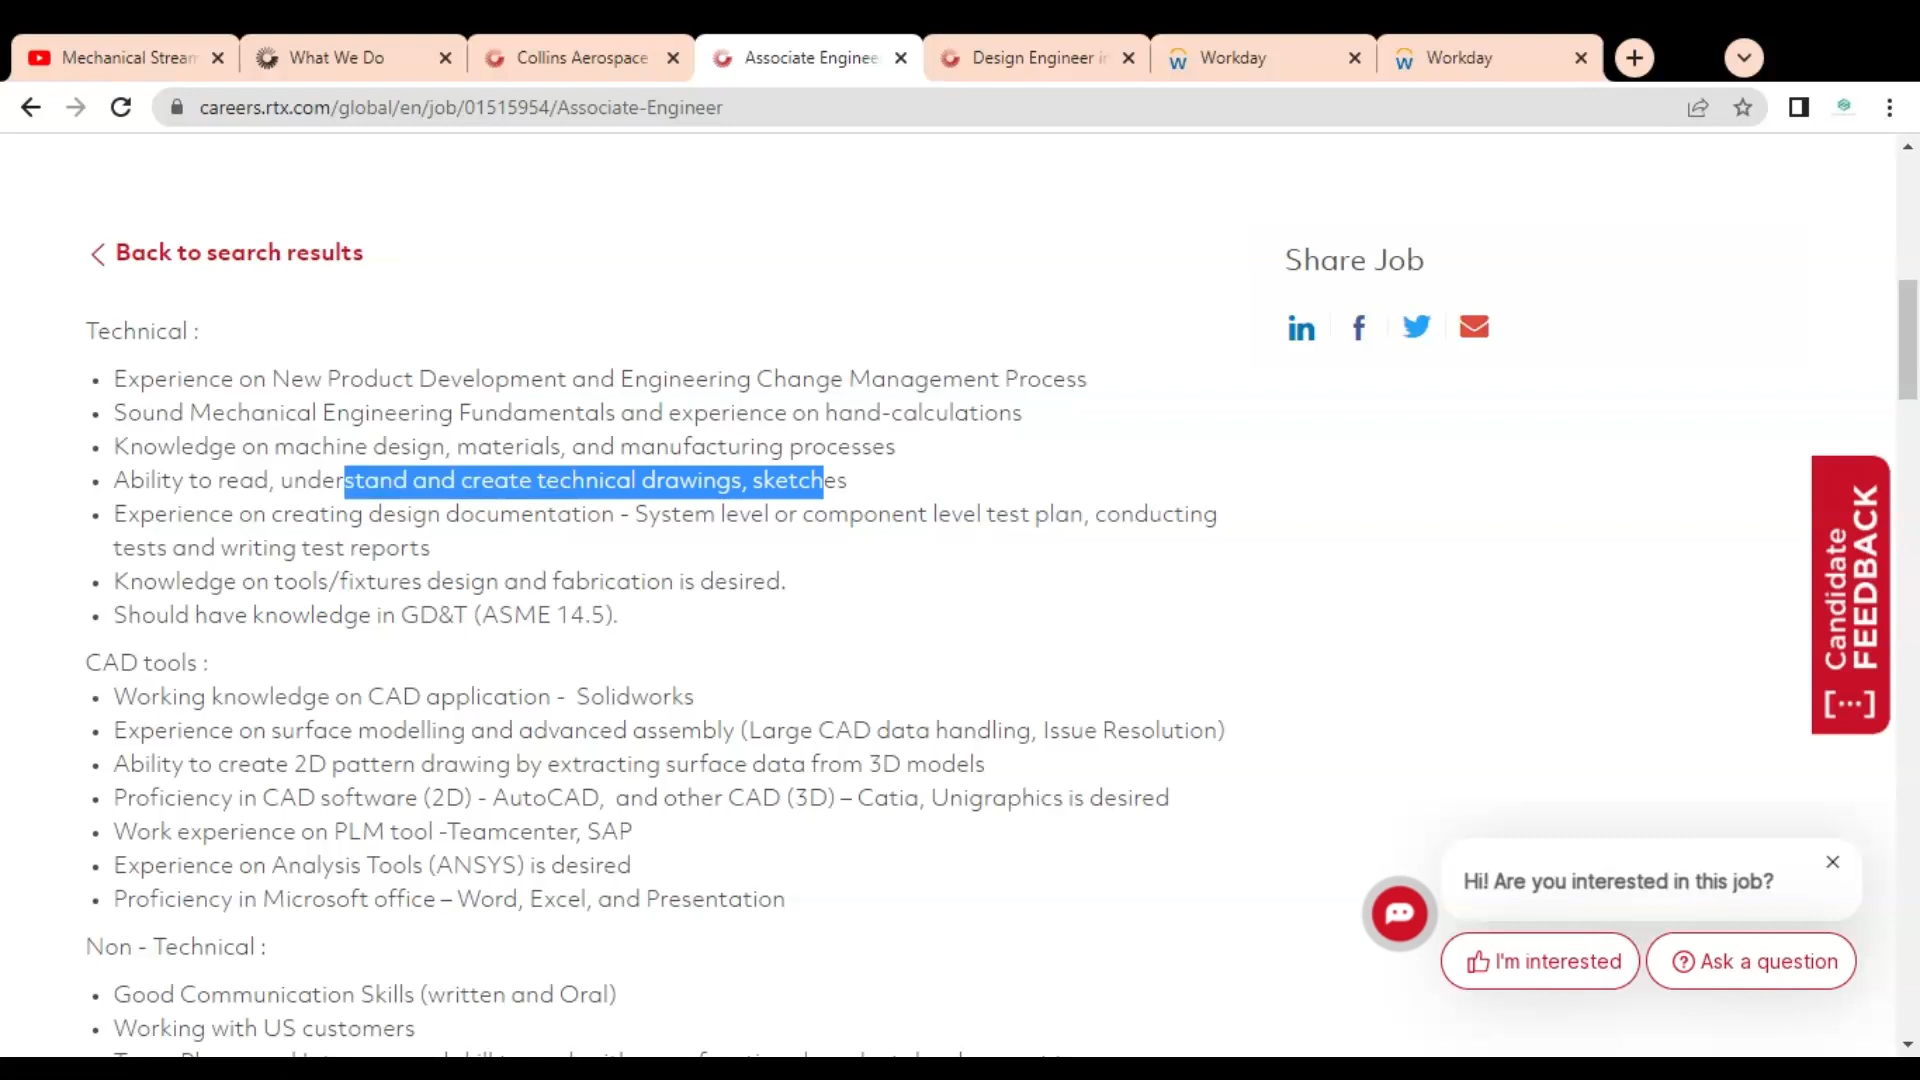 Mechanical Stream
What We Do
Collins Aerospace
Associate Enginee
Design Engineer in
Workday
Workday
careers.rtx.com/global/en/job/01515954/Associate-Engineer
Back to search results
Share Job
Technical :
• Experience on New Product Development and Engineering Change Management Process
• Sound Mechanical Engineering Fundamentals and experience on hand-calculations
• Knowledge on machine design, materials, and manufacturing processes
• Ability to read, understand and create technical drawings, sketches
• Experience on creating design documentation - System level or component level test plan, conducting
tests and writing test reports
• Knowledge on tools/fixtures design and fabrication is desired.
• Should have knowledge in GD&T (ASME 14.5).
CAD tools :
• Working knowledge on CAD application - Solidworks
• Experience on surface modelling and advanced assembly (Large CAD data handling, Issue Resolution)
• Ability to create 2D pattern drawing by extracting surface data from 3D models
• Proficiency in CAD software (2D) - AutoCAD, and other CAD (3D) – Catia, Unigraphics is desired
• Work experience on PLM tool -Teamcenter, SAP
• Experience on Analysis Tools (ANSYS) is desired
• Proficiency in Microsoft office – Word, Excel, and Presentation
Non - Technical :
• Good Communication Skills (written and Oral)
• Working with US customers
Candidate
FEEDBACK
Hi! Are you interested in this job?
I'm interested
Ask a question